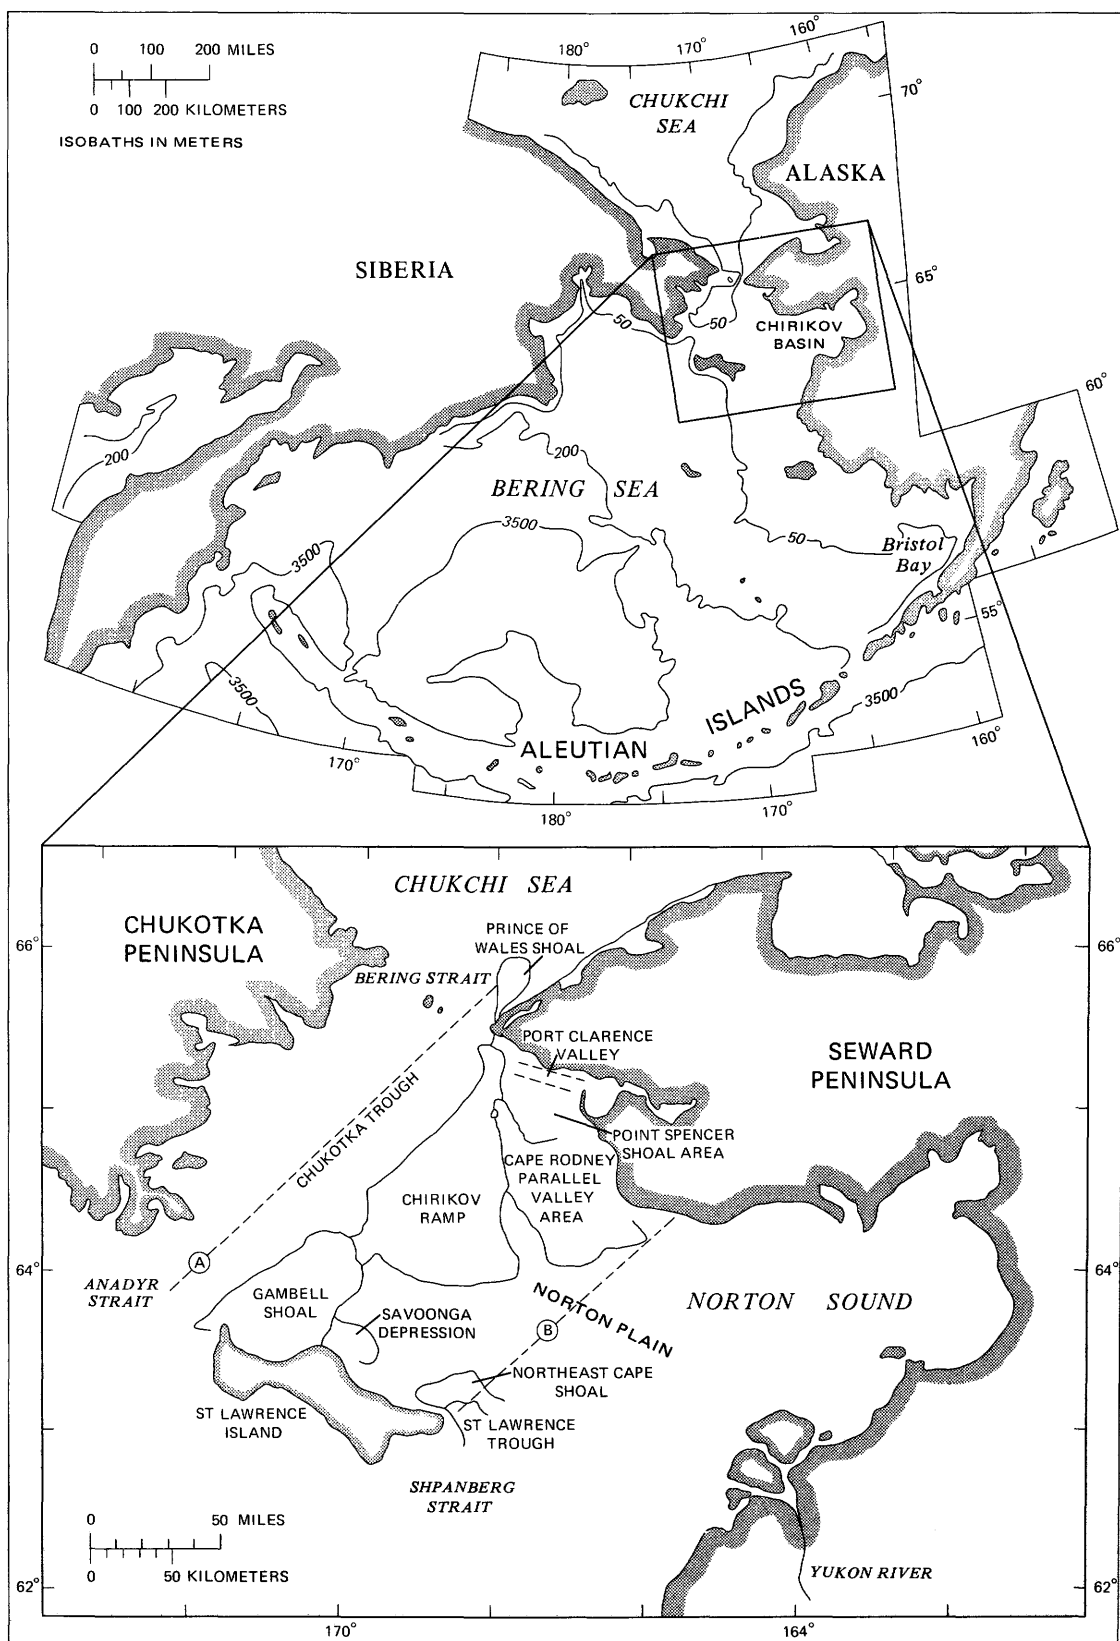 0 100 200 MILES
0 100 200 KILOMETERS
ISOBATHS IN METERS
180° 170° 160°
CHUKCHI
SEA
70°
ALASKA
SIBERIA
65°
50
50
CHIRIKOV
BASIN
60°
200
200
BERING SEA
3500
50
Bristol
Bay
3500
55°
3500
ISLANDS
3500
ALEUTIAN
160°
170°
180°
170°
CHUKCHI SEA
CHUKOTKA
PENINSULA
PRINCE OF
WALES SHOAL
66°
66°
BERING STRAIT
PORT CLARENCE
VALLEY
SEWARD
PENINSULA
CHUKOTKA TROUGH
POINT SPENCER
SHOAL AREA
CAPE RODNEY
PARALLEL
VALLEY
AREA
CHIRIKOV
RAMP
A
64°
64°
ANADYR
STRAIT
GAMBELL
SHOAL
NORTON PLAIN
NORTON SOUND
SAVOONGA
DEPRESSION
B
NORTHEAST CAPE
SHOAL
ST LAWRENCE
ISLAND
ST LAWRENCE
TROUGH
SHPANBERG
STRAIT
0 50 MILES
0 50 KILOMETERS
YUKON RIVER
62°
62°
170°
164°